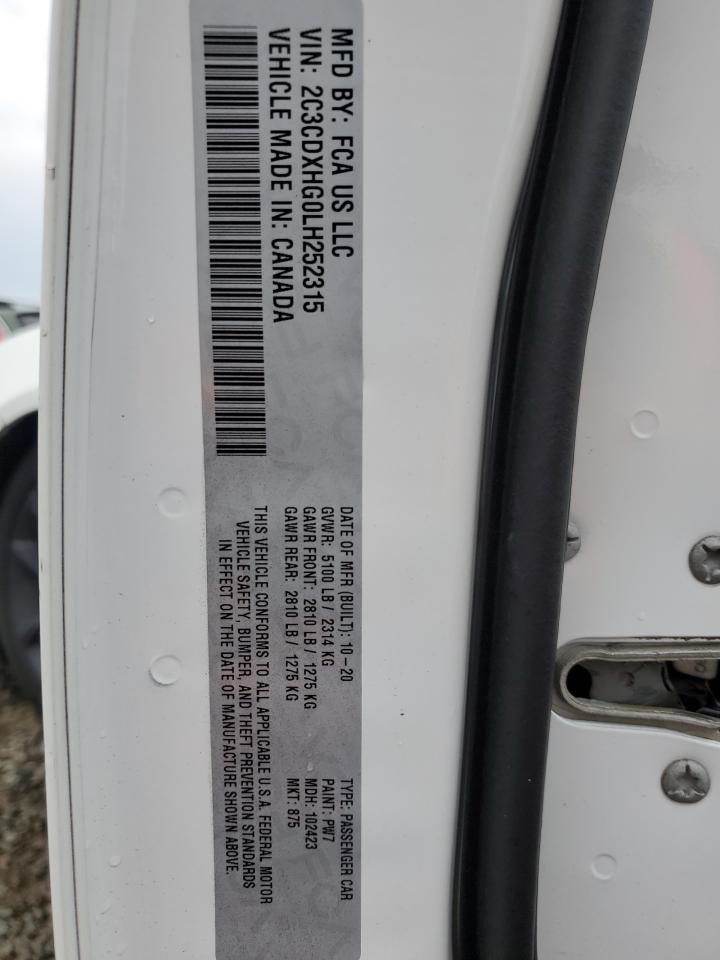 MFD BY: FCA US LLC
VIN: 2C3CDXHG0LH252315
VEHICLE MADE IN: CANADA
DATE OF MFR (BUILT): 10-20
GVWR: 5100 LB / 2314 KG
GAWR FRONT: 2810 LB / 1275 KG
GAWR REAR: 2810 LB / 1275 KG
TYPE: PASSENGER CAR
PAINT: PW7
MDH: 102423
MKT: 875
THIS VEHICLE CONFORMS TO ALL APPLICABLE U.S.A. FEDERAL MOTOR
VEHICLE SAFETY, BUMPER, AND THEFT PREVENTION STANDARDS
IN EFFECT ON THE DATE OF MANUFACTURE SHOWN ABOVE.